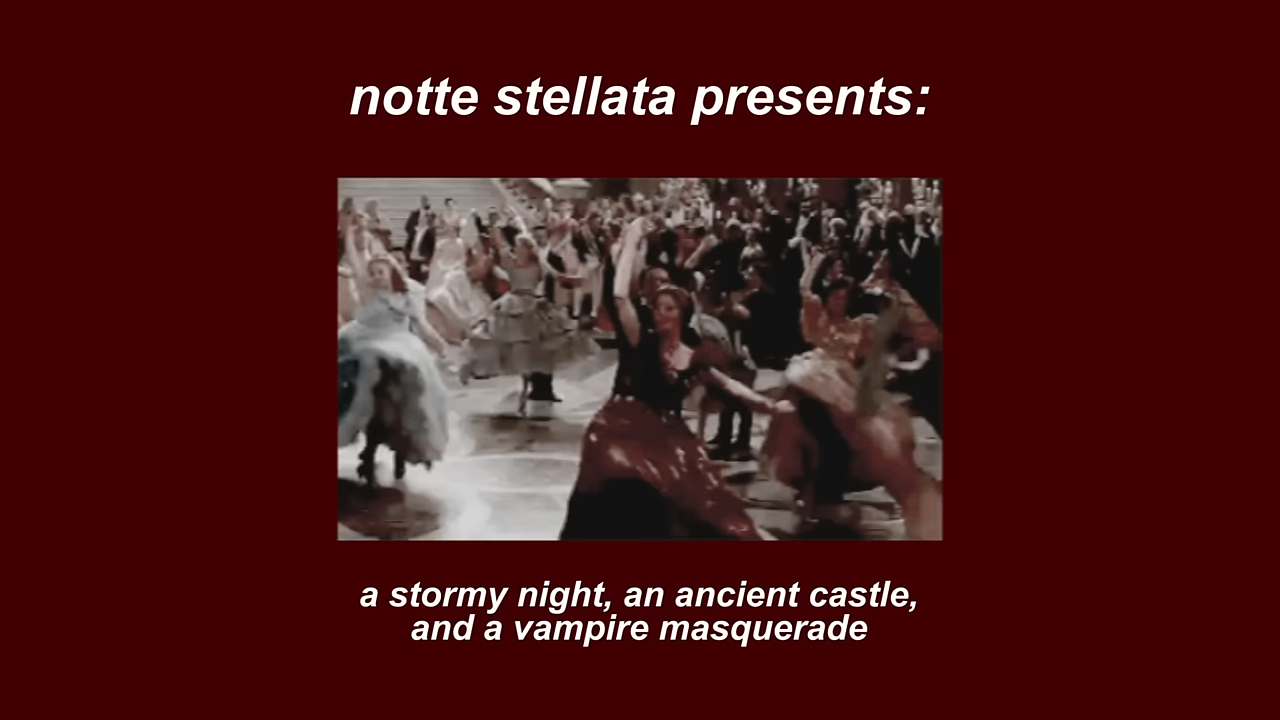 notte stellata presents:
a stormy night, an ancient castle,
and a vampire masquerade